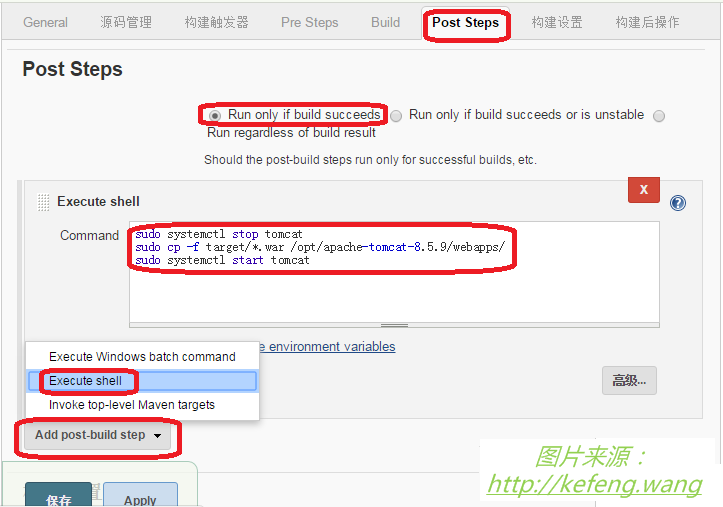 General 源码管理 构建触发器 Pre Steps Build Post Steps 构建设置 构建后操作
Post Steps
Run only if build succeeds Run only if build succeeds or is unstable
Run regardless of build result
Should the post-build steps run only for successful builds, etc.
Execute shell X ?
Command
sudo systemctl stop tomcat
sudo cp -f target/*.war /opt/apache-tomcat-8.5.9/webapps/
sudo systemctl start tomcat
environment variables
Execute Windows batch command
Execute shell
Invoke top-level Maven targets
高级...
Add post-build step
图片来源：
http://kefeng.wang
置
保存 Apply